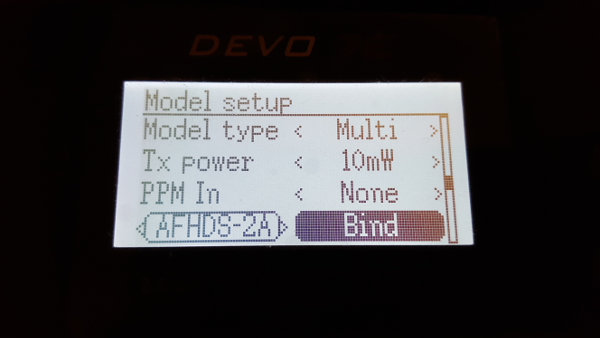 DEVO
Model setup
Model type < Multi >
Tx power < 10mW >
PPM In < None >
<AFHDS-2A> Bind